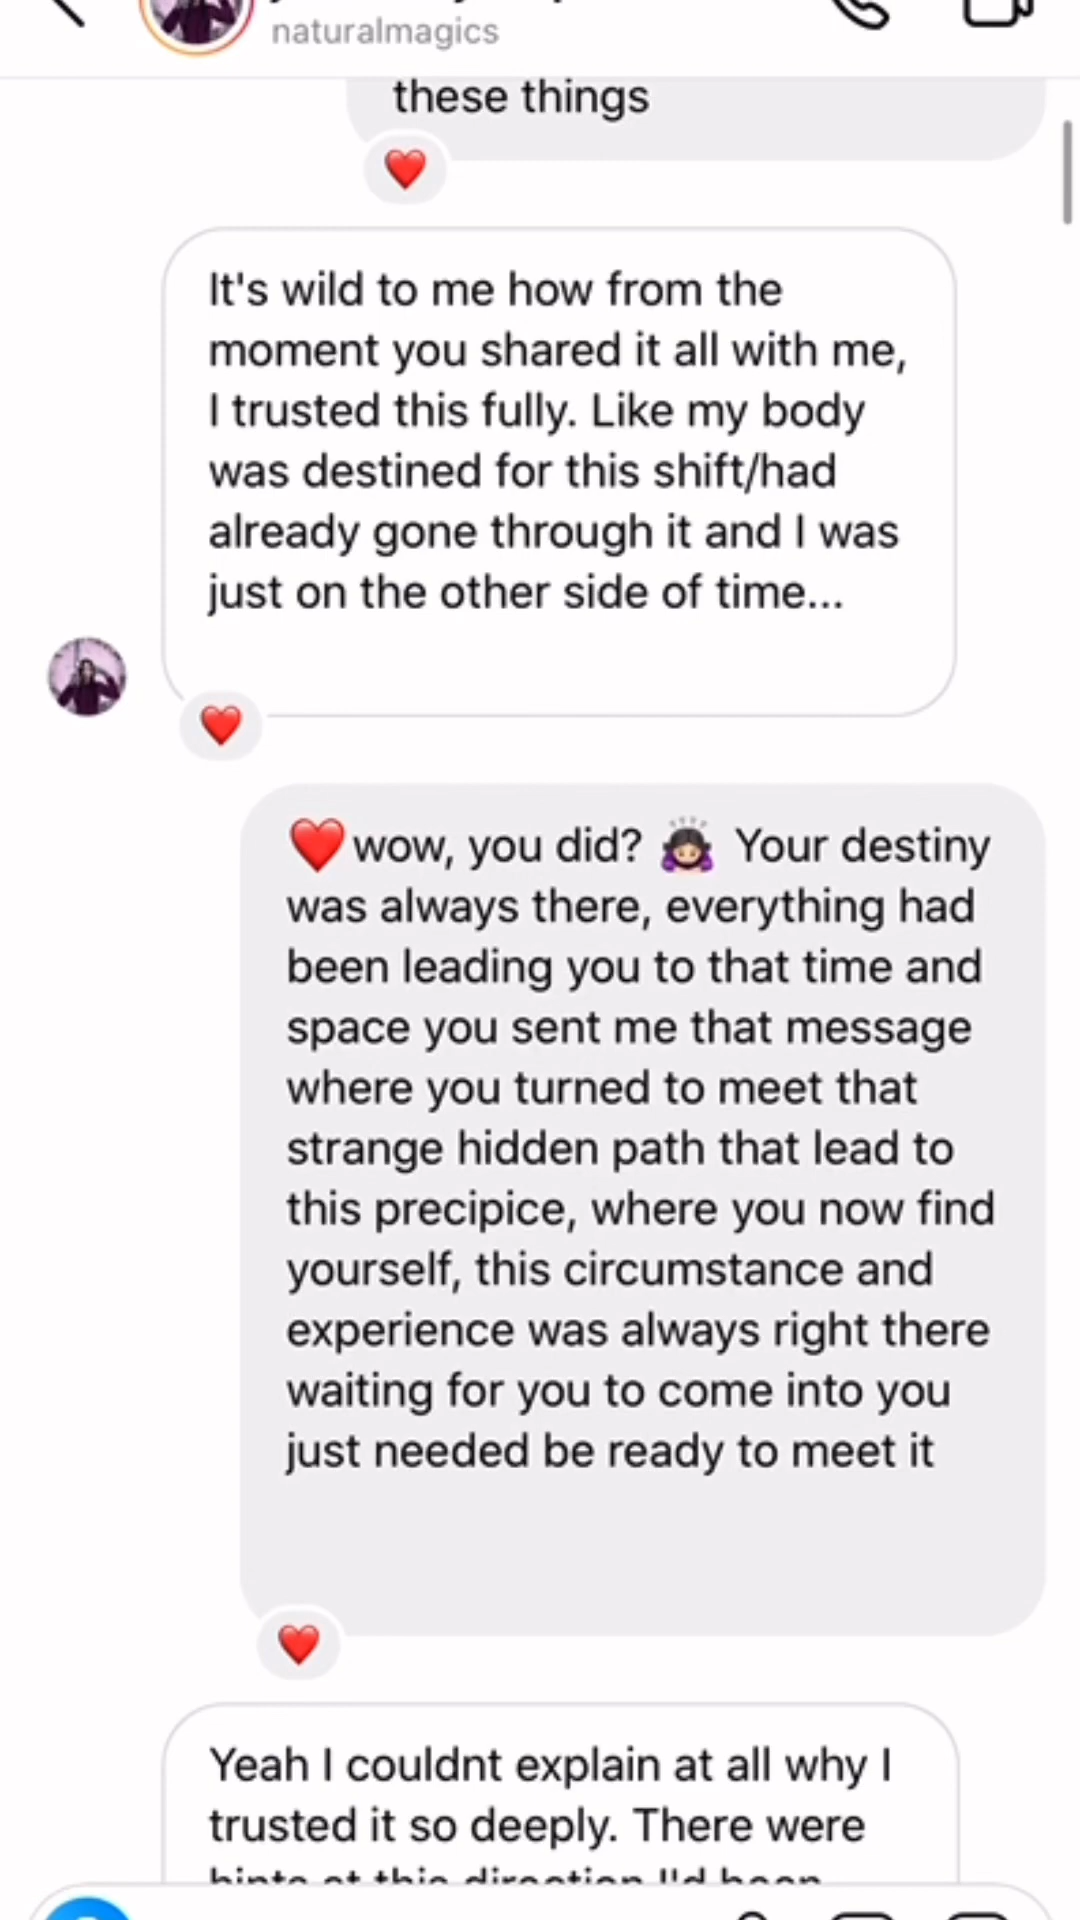 naturalmagics
these things
It's wild to me how from the
moment you shared it all with me,
I trusted this fully. Like my body
was destined for this shift/had
already gone through it and I was
just on the other side of time...
wow, you did? Your destiny
was always there, everything had
been leading you to that time and
space you sent me that message
where you turned to meet that
strange hidden path that lead to
this precipice, where you now find
yourself, this circumstance and
experience was always right there
waiting for you to come into you
just needed be ready to meet it
Yeah I couldnt explain at all why I
trusted it so deeply. There were
hints at this direction I'd been